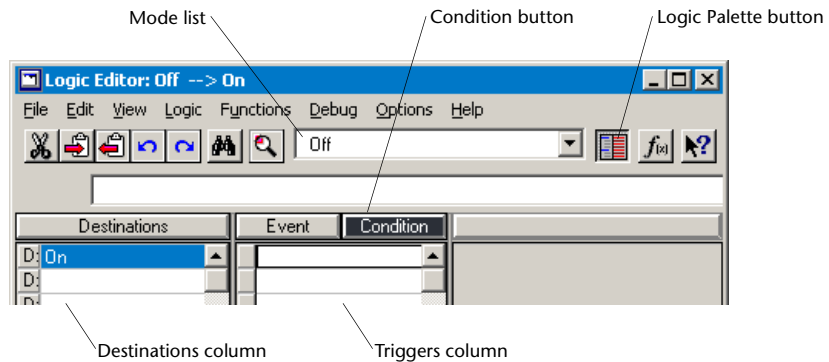 Mode list
Condition button
Logic Palette button
Logic Editor: Off --> On
File Edit View Logic Functions Debug Options Help
Off
f(x)
?
Destinations
Event
Condition
D: On
D:
D:
Destinations column
Triggers column